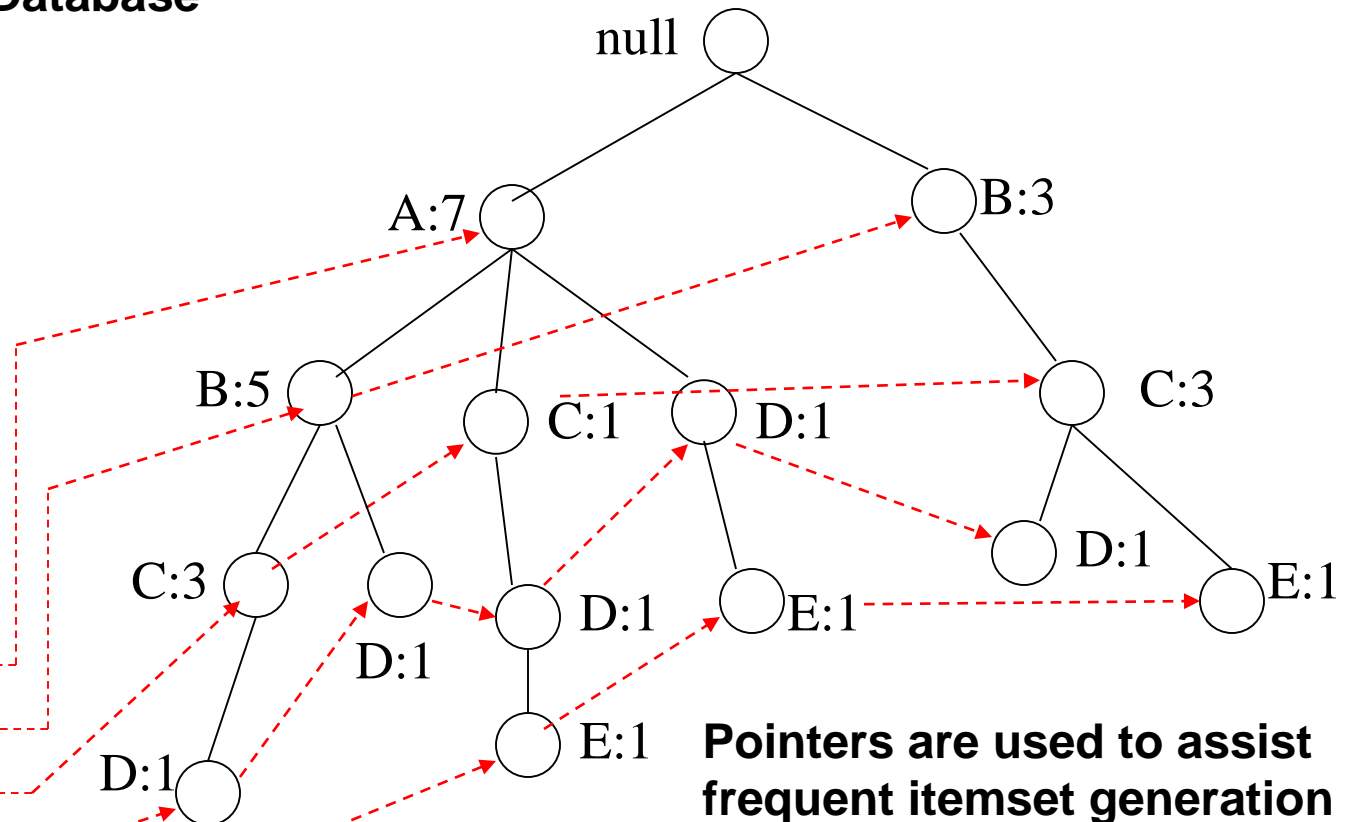 Database
null
A:7
B:3
B:5
C:1
D:1
C:3
C:3
D:1
D:1
D:1
E:1
E:1
D:1
E:1
Pointers are used to assist
frequent itemset generation